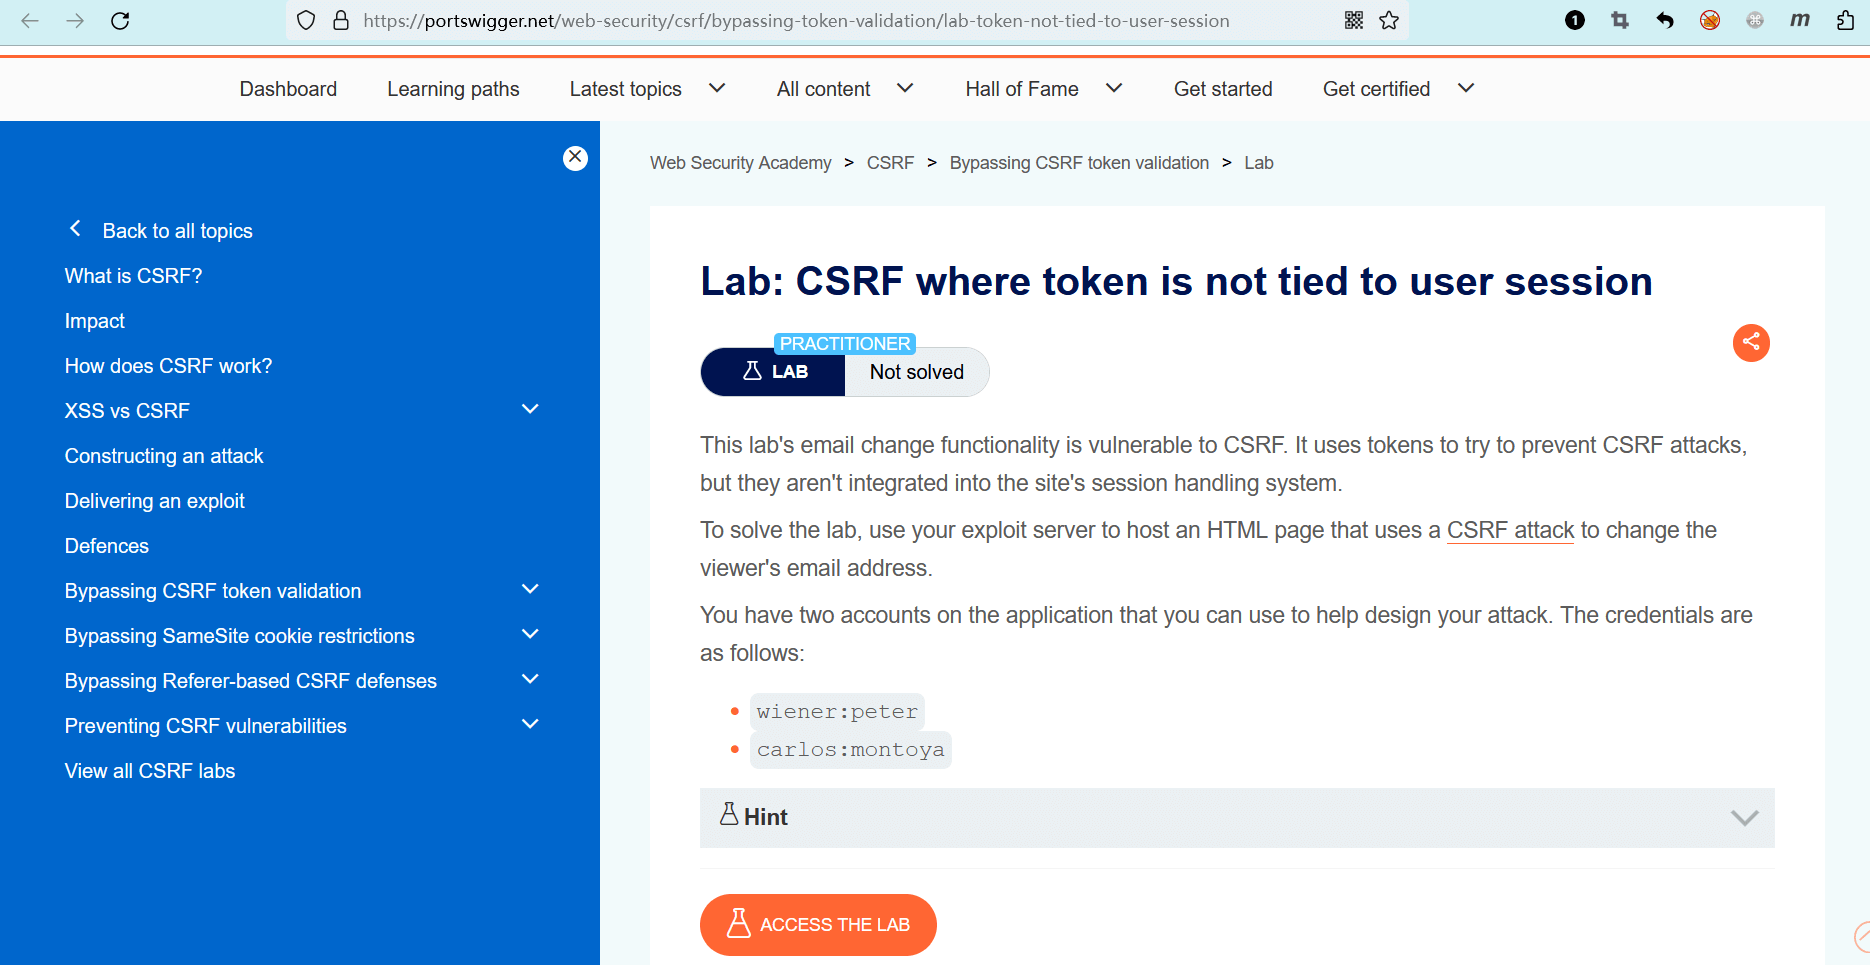 https://portswigger.net/web-security/csrf/bypassing-token-validation/lab-token-not-tied-to-user-session
1
m
Dashboard
Learning paths
Latest topics
All content
Hall of Fame
Get started
Get certified
Back to all topics
What is CSRF?
Impact
How does CSRF work?
XSS vs CSRF
Constructing an attack
Delivering an exploit
Defences
Bypassing CSRF token validation
Bypassing SameSite cookie restrictions
Bypassing Referer-based CSRF defenses
Preventing CSRF vulnerabilities
View all CSRF labs
Web Security Academy > CSRF > Bypassing CSRF token validation > Lab
Lab: CSRF where token is not tied to user session
PRACTITIONER
LAB
Not solved
This lab's email change functionality is vulnerable to CSRF. It uses tokens to try to prevent CSRF attacks,
but they aren't integrated into the site's session handling system.
To solve the lab, use your exploit server to host an HTML page that uses a CSRF attack to change the
viewer's email address.
You have two accounts on the application that you can use to help design your attack. The credentials are
as follows:
wiener:peter
carlos:montoya
Hint
ACCESS THE LAB